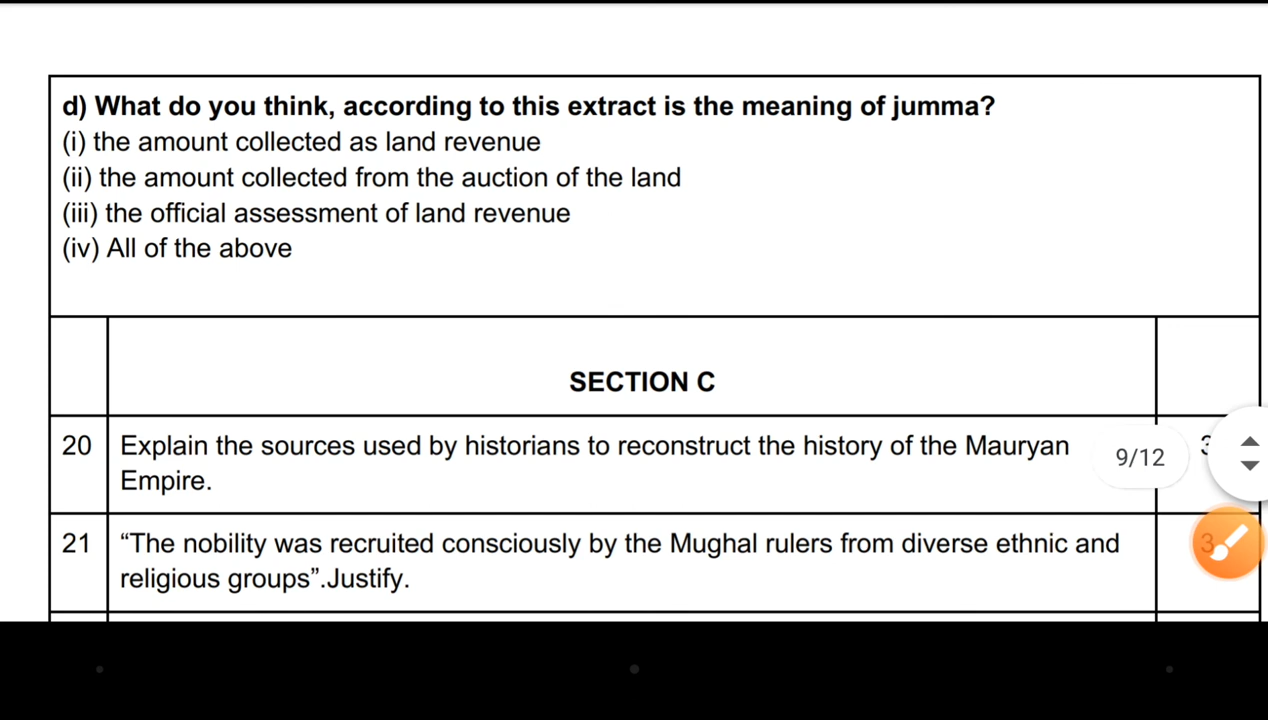 d) What do you think, according to this extract is the meaning of jumma?
(i) the amount collected as land revenue
(ii) the amount collected from the auction of the land
(iii) the official assessment of land revenue
(iv) All of the above
SECTION C
20 Explain the sources used by historians to reconstruct the history of the Mauryan 3
Empire.
9/12
21 “The nobility was recruited consciously by the Mughal rulers from diverse ethnic and 3
religious groups”.Justify.